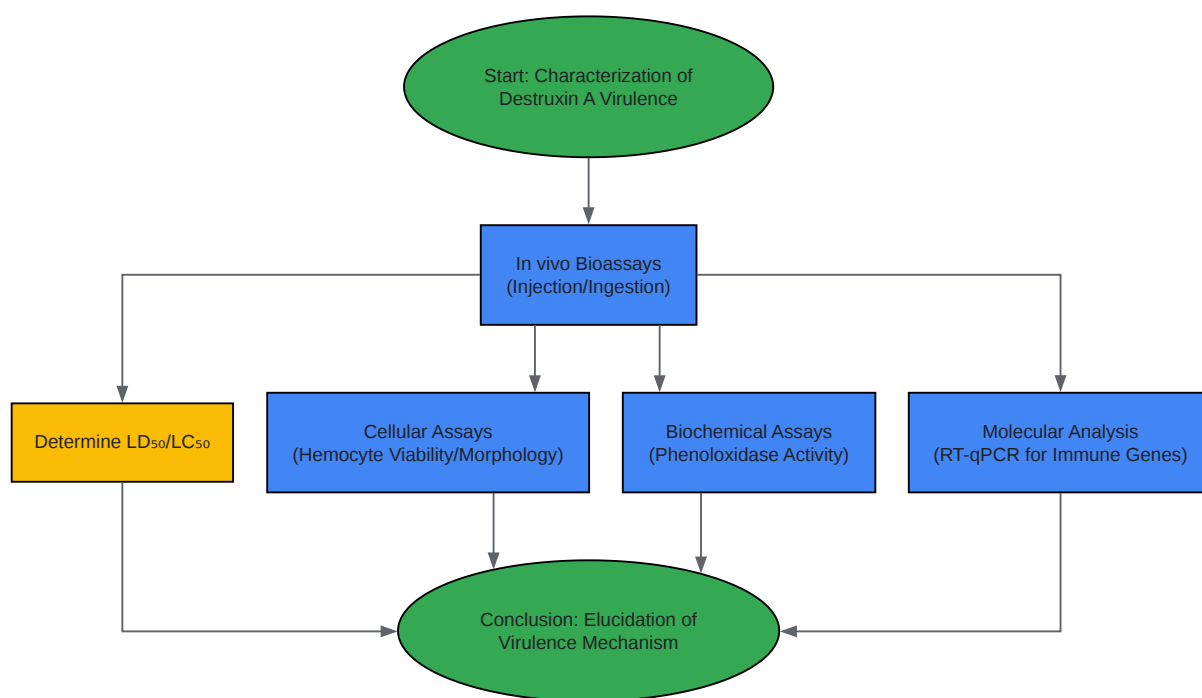 Start: Characterization of
Destruxin A Virulence
In vivo Bioassays
(Injection/Ingestion)
Determine LD₅₀/LC₅₀
Cellular Assays
(Hemocyte Viability/Morphology)
Biochemical Assays
(Phenoloxidase Activity)
Molecular Analysis
(RT-qPCR for Immune Genes)
Conclusion: Elucidation of
Virulence Mechanism